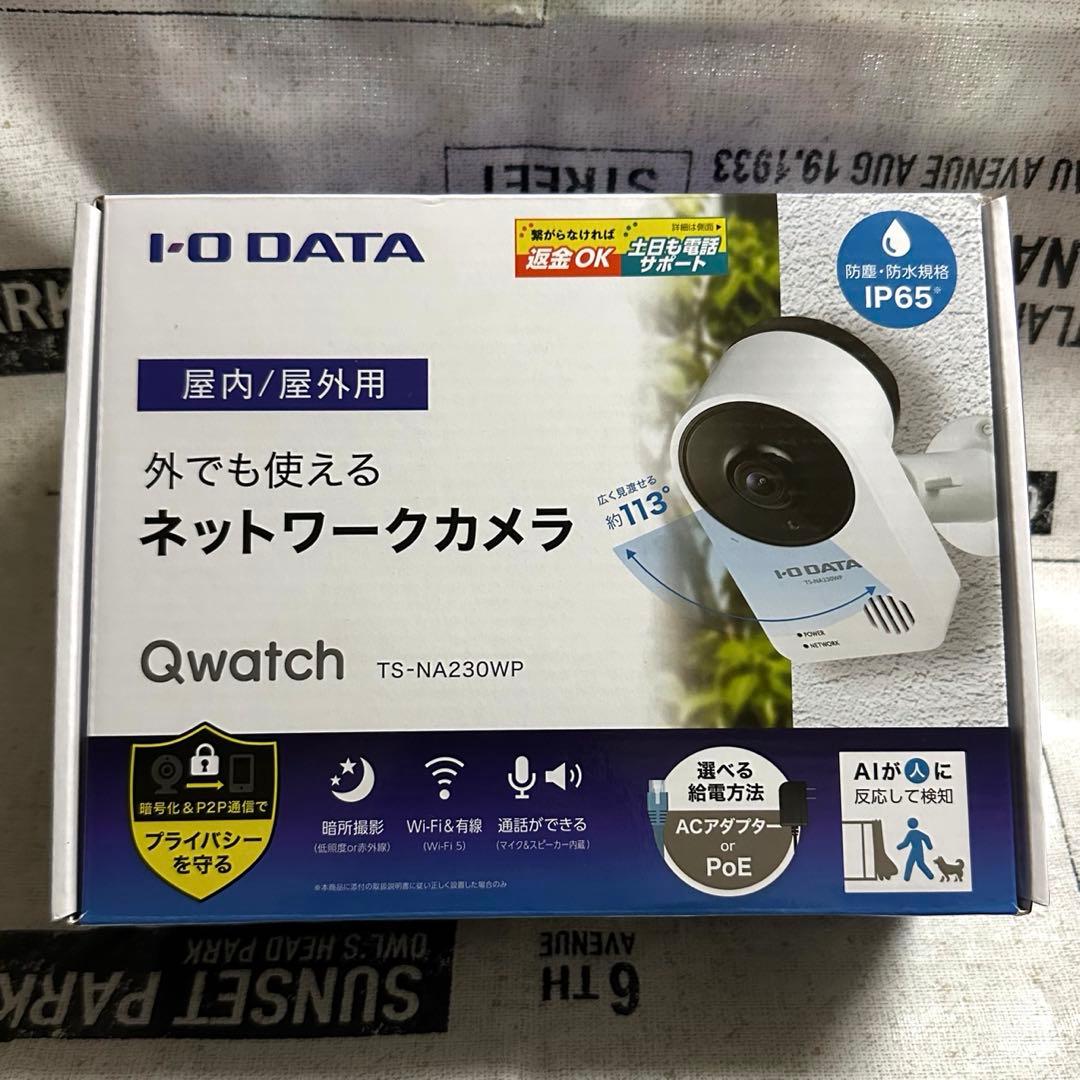 AU AVENUE AUG 19.1933
STREET
I-O DATA
繋がらなければ
返金OK
詳細は側面▶
土日も電話
サポート
防塵・防水規格
IP65※
屋内/屋外用
外でも使える
ネットワークカメラ
広く見渡せる
約113°
I-O DATA
TS-NA230WP
POWER
NETWORK
Qwatch TS-NA230WP
暗号化&P2P通信で
プライバシー
を守る
暗所撮影
(低照度or赤外線)
Wi-Fi&有線
(Wi-Fi 5)
通話ができる
(マイク&スピーカー内蔵)
※本商品に添付の取扱説明書に従い正しく設置した場合のみ
選べる
給電方法
ACアダプター
or
PoE
AIが人に
反応して検知
SUNSET PARK
OWL'S HEAD PARK
6TH
AVENUE